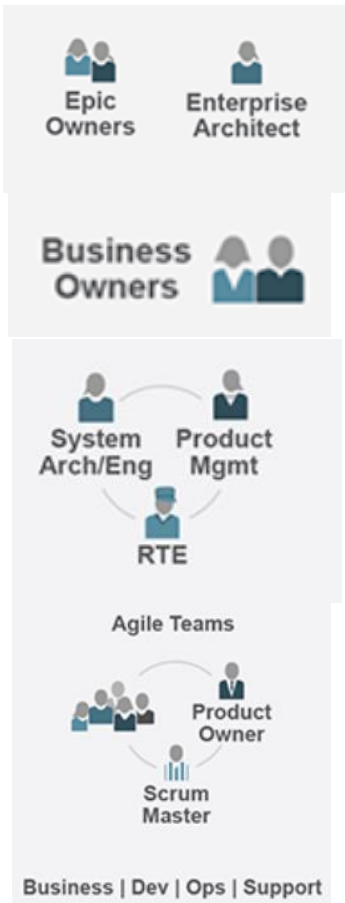 Epic
Owners
Enterprise
Architect
Business
Owners
System
Arch/Eng
Product
Mgmt
RTE
Agile Teams
Product
Owner
Scrum
Master
Business | Dev | Ops | Support